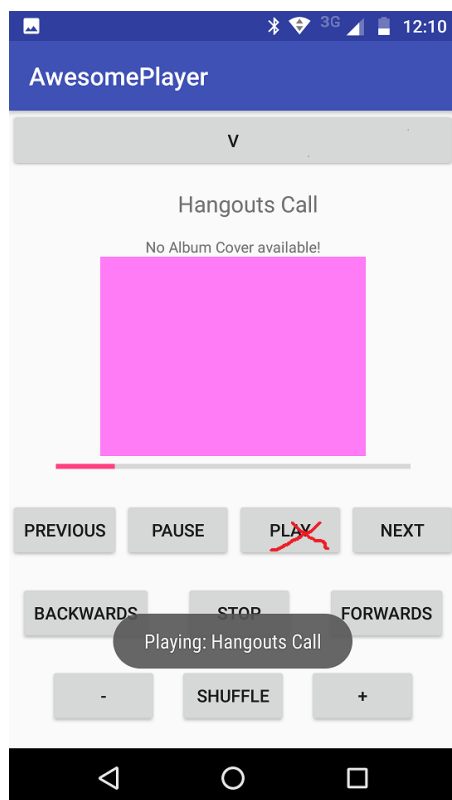 3G 12:10
AwesomePlayer
V
Hangouts Call
No Album Cover available!
PREVIOUS PAUSE PLAY NEXT
BACKWARDS STOP FORWARDS
Playing: Hangouts Call
- SHUFFLE +